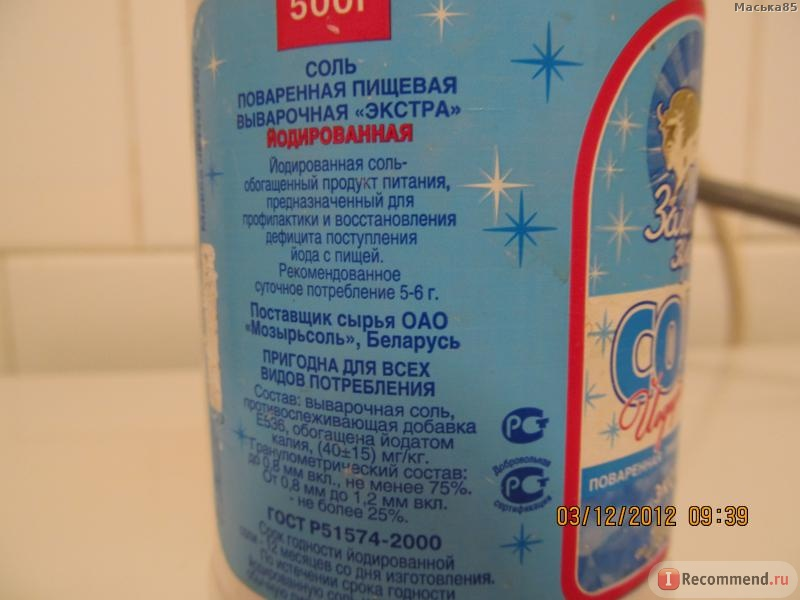 Маська85
500г
СОЛЬ
ПОВАРЕННАЯ ПИЩЕВАЯ
ВЫВАРОЧНАЯ «ЭКСТРА»
ЙОДИРОВАННАЯ
Йодированная соль-
обогащенный продукт питания,
предназначенный для
профилактики и восстановления
дефицита поступления
йода с пищей.
Рекомендованное
суточное потребление 5-6 г.
Поставщик сырья ОАО
«Мозырьсоль», Беларусь
ПРИГОДНА ДЛЯ ВСЕХ
ВИДОВ ПОТРЕБЛЕНИЯ
Состав: выварочная соль,
противослеживающая добавка
Е536, обогащена йодатом
калия, (40±15) мг/кг.
Гранулометрический состав:
до 0,8 мм вкл., не менее 75%.
От 0,8 мм до 1,2 мм вкл.
- не более 25%.
ГОСТ Р51574-2000
Срок годности йодированной
соли - 12 месяцев со дня изготовления.
По истечении срока годности
йодированную соль
РСТ
Добровольная
РСТ
сертификация
СО
ПОВАРЕННАЯ
03/12/2012 09:39
IRecommend.ru